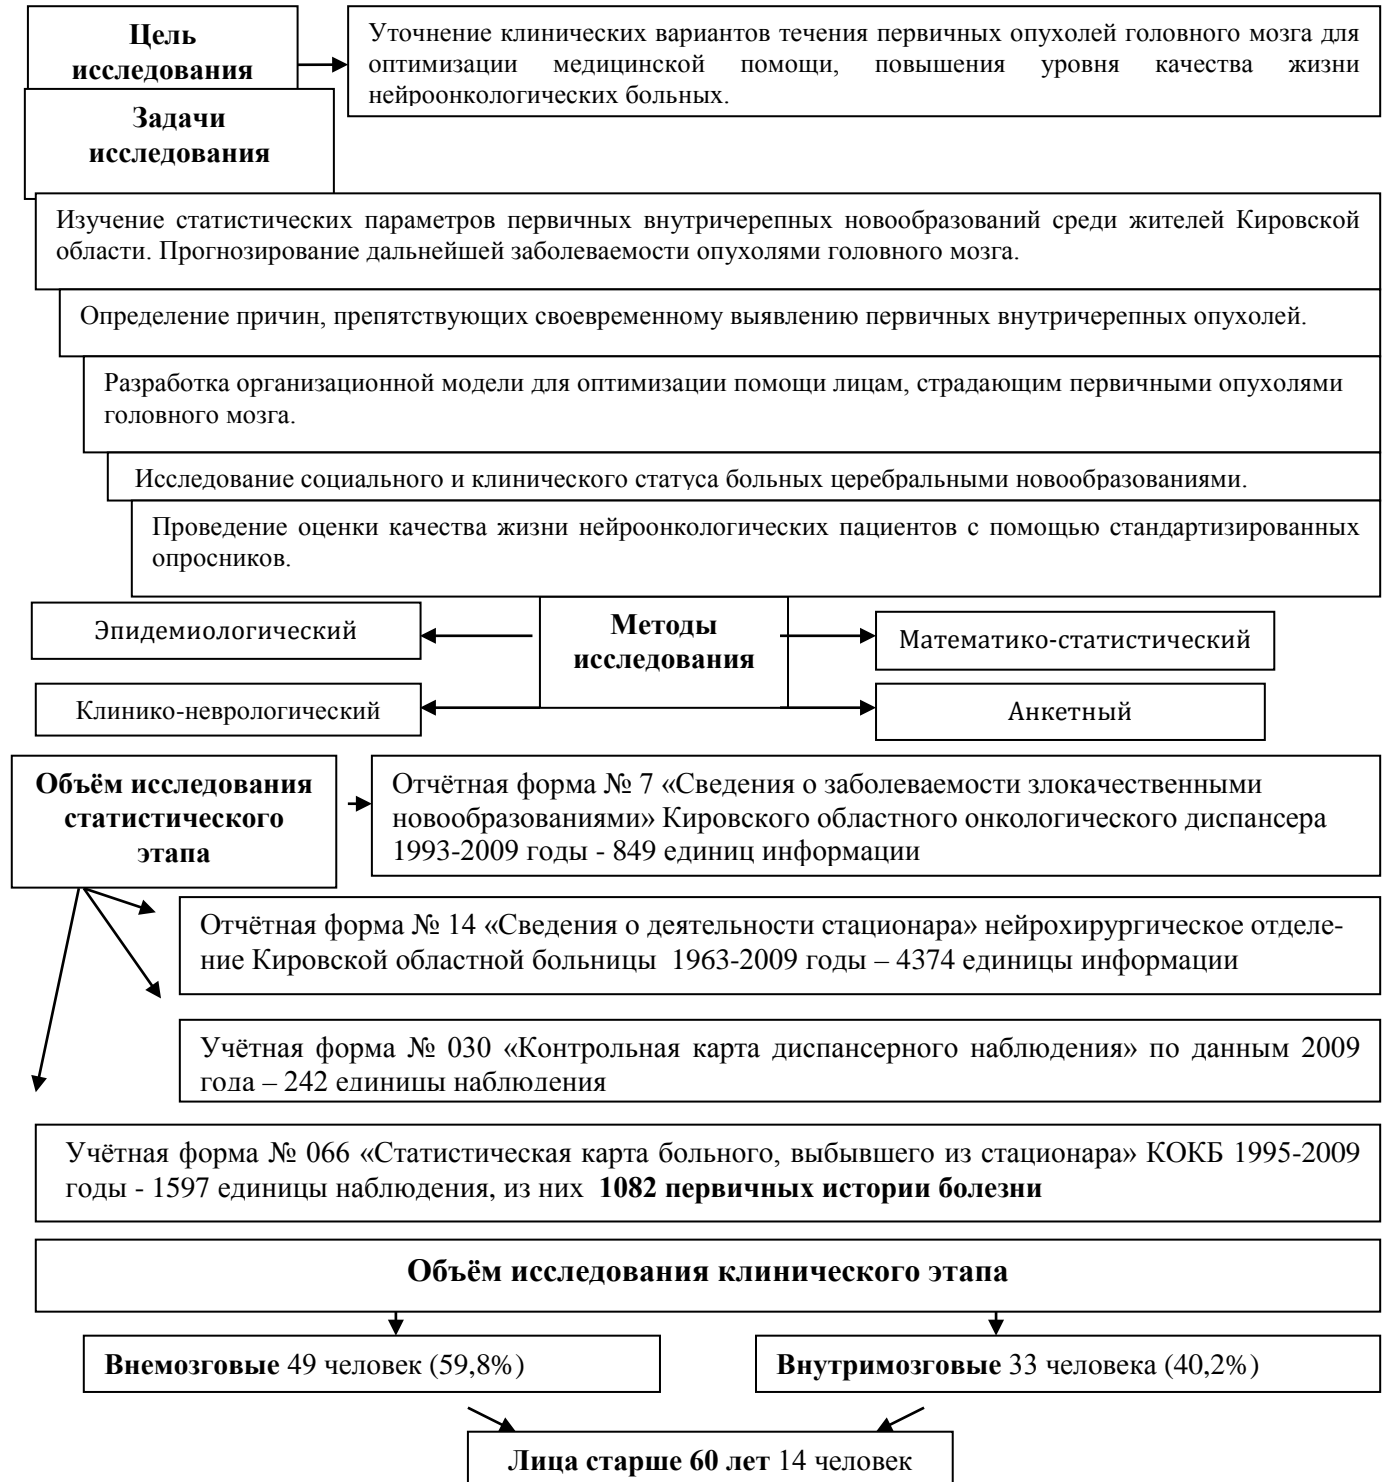 Цель
исследования
Уточнение клинических вариантов течения первичных опухолей головного мозга для
оптимизации медицинской помощи, повышения уровня качества жизни
нейроонкологических больных.
Задачи
исследования
Изучение статистических параметров первичных внутричерепных новообразований среди жителей Кировской
области. Прогнозирование дальнейшей заболеваемости опухолями головного мозга.
Определение причин, препятствующих своевременному выявлению первичных внутричерепных опухолей.
Разработка организационной модели для оптимизации помощи лицам, страдающим первичными опухолями
головного мозга.
Исследование социального и клинического статуса больных церебральными новообразованиями.
Проведение оценки качества жизни нейроонкологических пациентов с помощью стандартизированных
опросников.
Методы
исследования
Эпидемиологический
Математико-статистический
Клинико-неврологический
Анкетный
Объём исследования
статистического
этапа
Отчётная форма № 7 «Сведения о заболеваемости злокачественными
новообразованиями» Кировского областного онкологического диспансера
1993-2009 годы - 849 единиц информации
Отчётная форма № 14 «Сведения о деятельности стационара» нейрохирургическое отделе-
ние Кировской областной больницы 1963-2009 годы – 4374 единицы информации
Учётная форма № 030 «Контрольная карта диспансерного наблюдения» по данным 2009
года – 242 единицы наблюдения
Учётная форма № 066 «Статистическая карта больного, выбывшего из стационара» КОКБ 1995-2009
годы - 1597 единицы наблюдения, из них 1082 первичных истории болезни
Объём исследования клинического этапа
Внемозговые 49 человек (59,8%)
Внутримозговые 33 человека (40,2%)
Лица старше 60 лет 14 человек